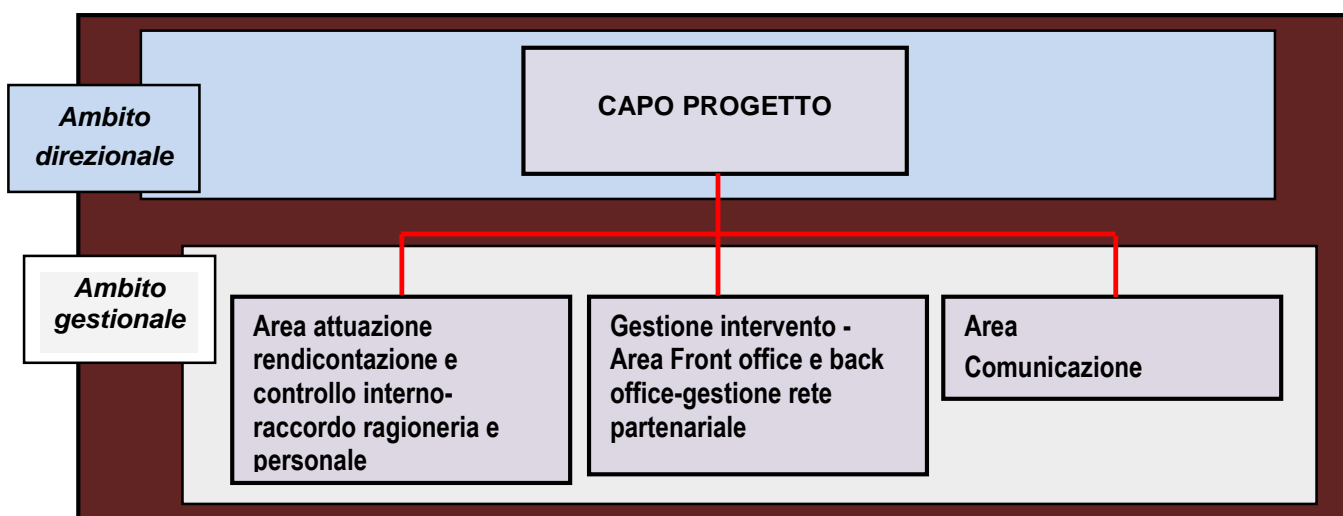 Ambito
direzionale
CAPO PROGETTO
Ambito
gestionale
Area attuazione
rendicontazione e
controllo interno-
raccordo ragioneria e
personale
Gestione intervento -
Area Front office e back
office-gestione rete
partenariale
Area
Comunicazione